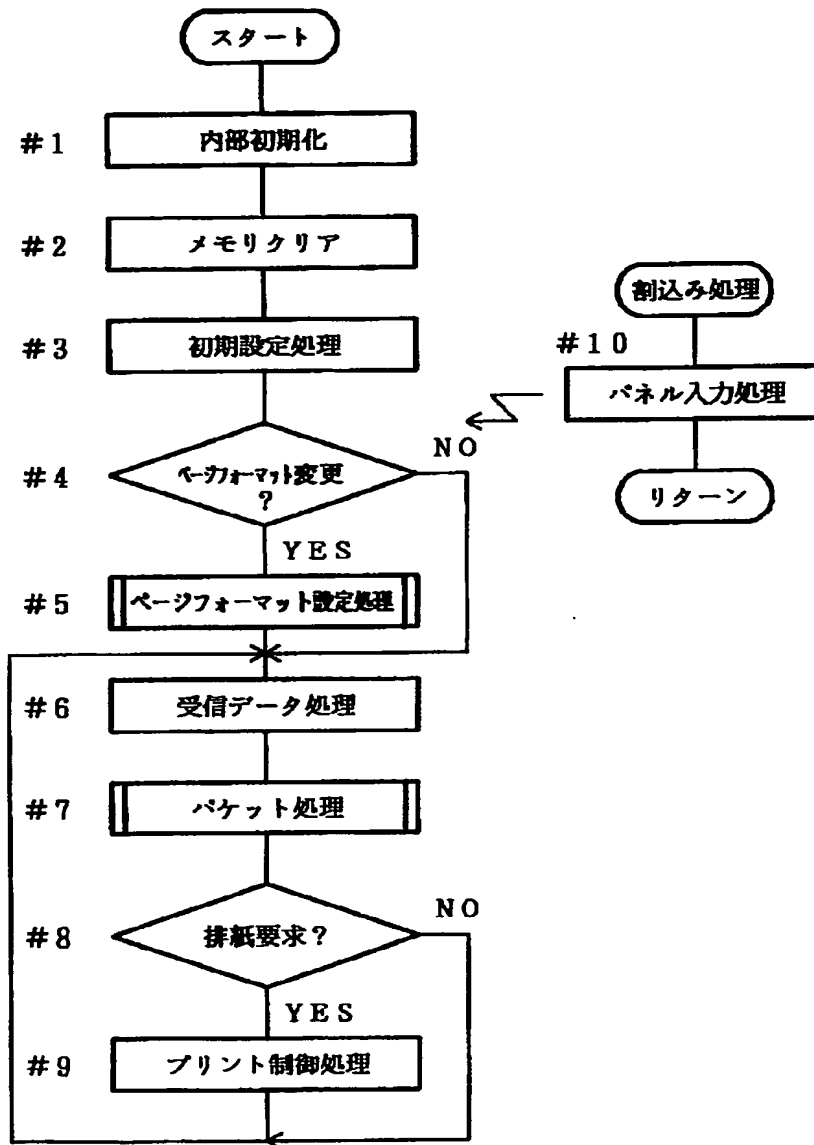 スタート
#1
内部初期化
#2
メモリクリア
#3
初期設定処理
#4
ページフォーマット変更
?
NO
YES
#5
ページフォーマット設定処理
#6
受信データ処理
#7
パケット処理
#8
排紙要求?
NO
YES
#9
プリント制御処理
割込み処理
#10
パネル入力処理
リターン